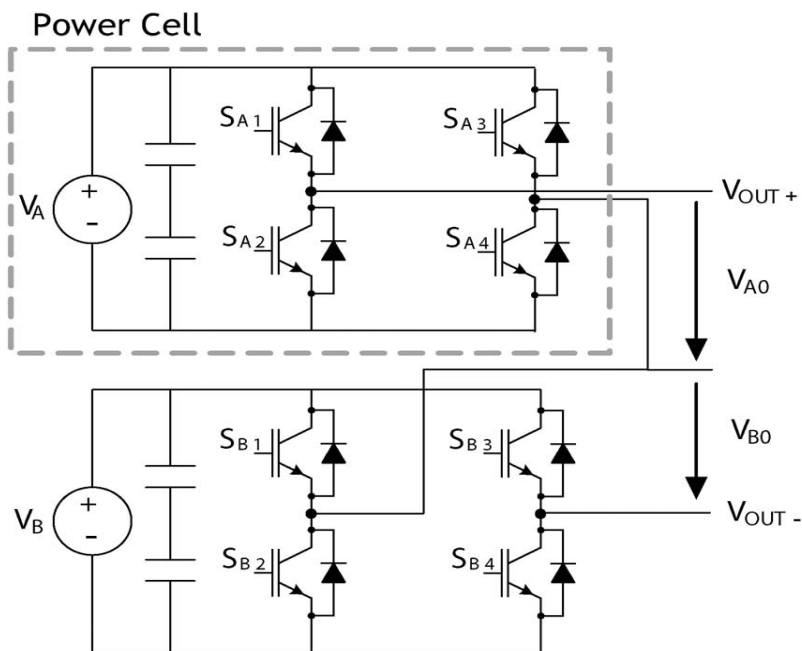 Power Cell
SA1
SA3
VOUT +
+
VA
-
SA2
SA4
VA0
SB1
SB3
VB0
+
VB
-
VOUT -
SB2
SB4